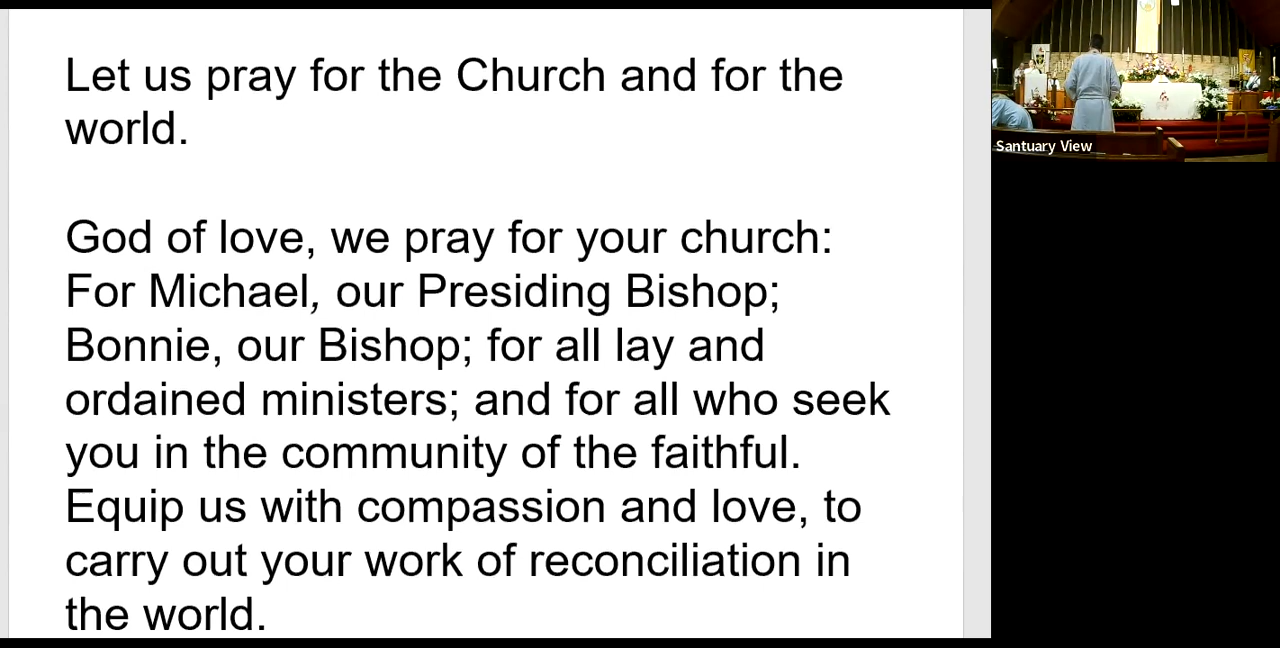 Let us pray for the Church and for the
world.
God of love, we pray for your church:
For Michael, our Presiding Bishop;
Bonnie, our Bishop; for all lay and
ordained ministers; and for all who seek
you in the community of the faithful.
Equip us with compassion and love, to
carry out your work of reconciliation in
the world.
Santuary View